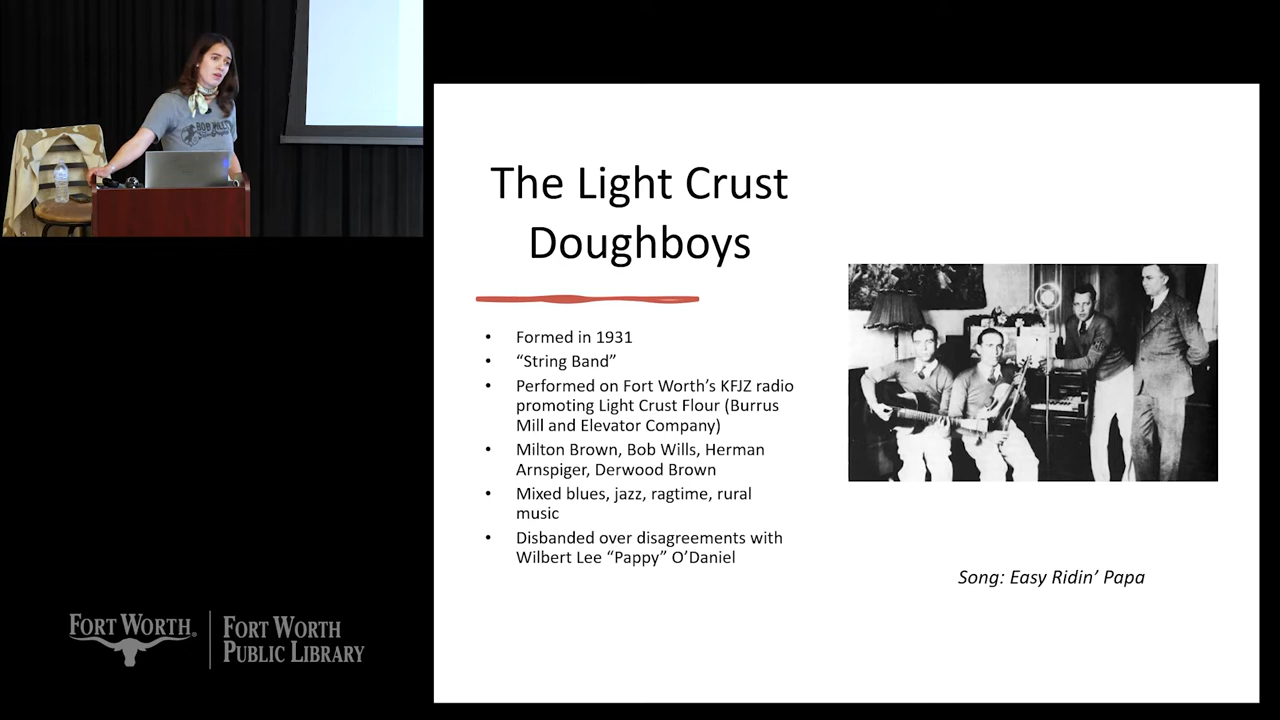 BOB WILLS
The Light Crust
Doughboys
• Formed in 1931
• “String Band”
• Performed on Fort Worth’s KFJZ radio
promoting Light Crust Flour (Burrus
Mill and Elevator Company)
• Milton Brown, Bob Wills, Herman
Arnspiger, Derwood Brown
• Mixed blues, jazz, ragtime, rural
music
• Disbanded over disagreements with
Wilbert Lee “Pappy” O’Daniel
Song: Easy Ridin’ Papa
FORT WORTH®
FORT WORTH
PUBLIC LIBRARY